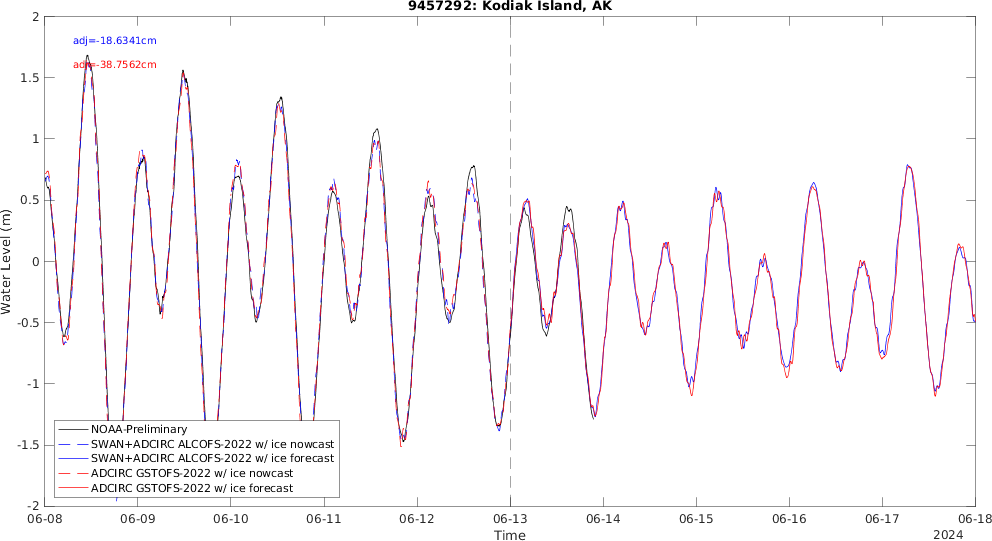 9457292: Kodiak Island, AK
adj=-18.6341cm
adj=-38.7562cm
2
1.5
1
0.5
0
-0.5
-1
-1.5
-2
Water Level (m)
NOAA-Preliminary
SWAN+ADCIRC ALCOFS-2022 w/ ice nowcast
SWAN+ADCIRC ALCOFS-2022 w/ ice forecast
ADCIRC GSTOFS-2022 w/ ice nowcast
ADCIRC GSTOFS-2022 w/ ice forecast
06-08 06-09 06-10 06-11 06-12 06-13 06-14 06-15 06-16 06-17 06-18
Time
2024